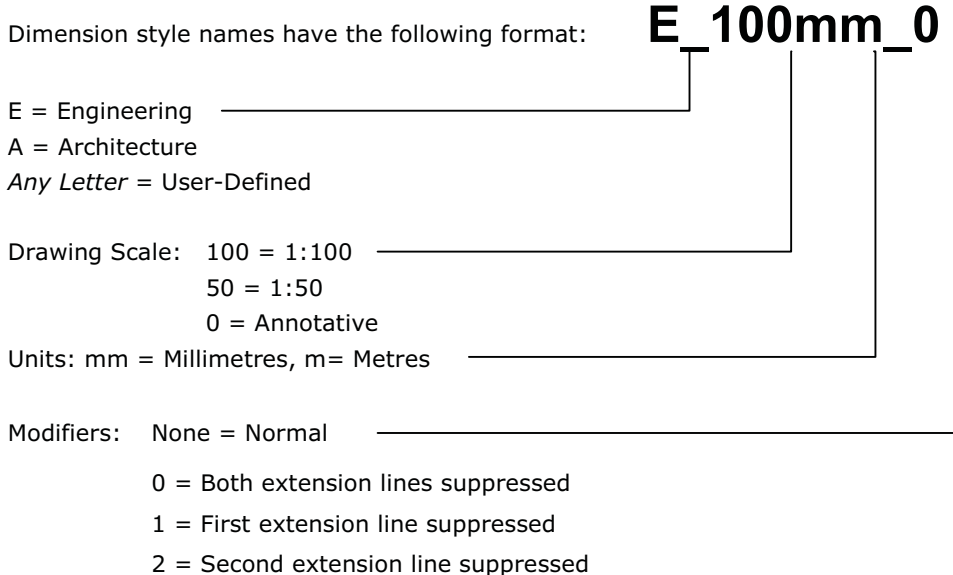 Dimension style names have the following format: E_100mm_0
E = Engineering
A = Architecture
Any Letter = User-Defined
Drawing Scale: 100 = 1:100
50 = 1:50
0 = Annotative
Units: mm = Millimetres, m= Metres
Modifiers: None = Normal
0 = Both extension lines suppressed
1 = First extension line suppressed
2 = Second extension line suppressed